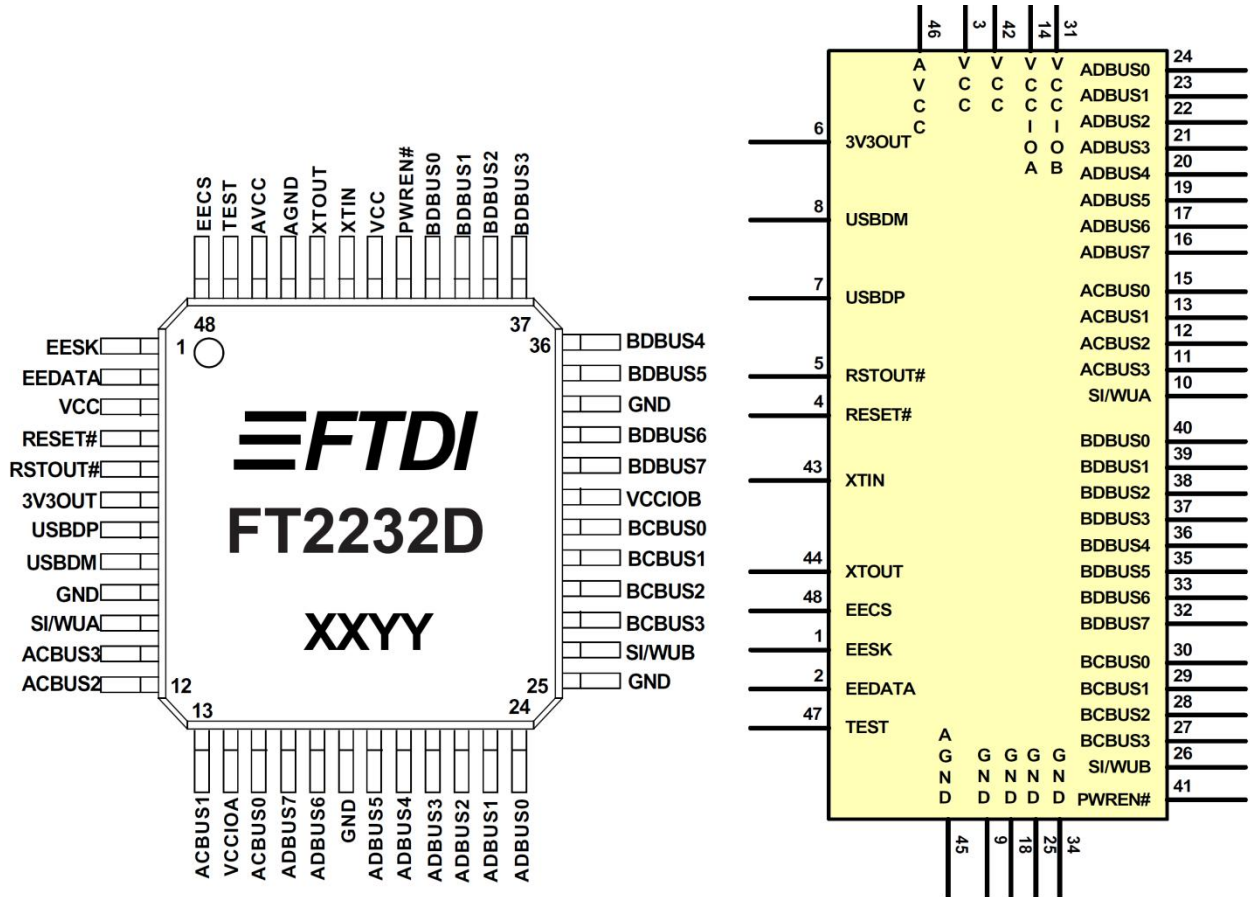 EECS
TEST
AVCC
AGND
XTOUT
XTIN
VCC
PWREN#
BDBUS0
BDBUS1
BDBUS2
BDBUS3
48
37
1
36
EESK
EEDATA
VCC
RESET#
RSTOUT#
3V3OUT
USBDP
USBDM
GND
SI/WUA
ACBUS3
ACBUS2
FTDI
FT2232D
XXYY
BDBUS4
BDBUS5
GND
BDBUS6
BDBUS7
VCCIOB
BCBUS0
BCBUS1
BCBUS2
BCBUS3
SI/WUB
GND
12
25
13
24
ACBUS1
VCCIOA
ACBUS0
ADBUS7
ADBUS6
GND
ADBUS5
ADBUS4
ADBUS3
ADBUS2
ADBUS1
ADBUS0
46
3
42
14
31
AVCC
VCC
VCC
VCCIOA
VCCIOB
6
3V3OUT
8
USBDM
7
USBDP
5
RSTOUT#
4
RESET#
43
XTIN
44
XTOUT
48
EECS
1
EESK
2
EEDATA
47
TEST
ADBUS0
24
ADBUS1
23
ADBUS2
22
ADBUS3
21
ADBUS4
20
ADBUS5
19
ADBUS6
17
ADBUS7
16
ACBUS0
15
ACBUS1
13
ACBUS2
12
ACBUS3
11
SI/WUA
10
BDBUS0
40
BDBUS1
39
BDBUS2
38
BDBUS3
37
BDBUS4
36
BDBUS5
35
BDBUS6
33
BDBUS7
32
BCBUS0
30
BCBUS1
29
BCBUS2
28
BCBUS3
27
SI/WUB
26
PWREN#
41
AGND
GND
GND
GND
GND
45
9
18
25
34